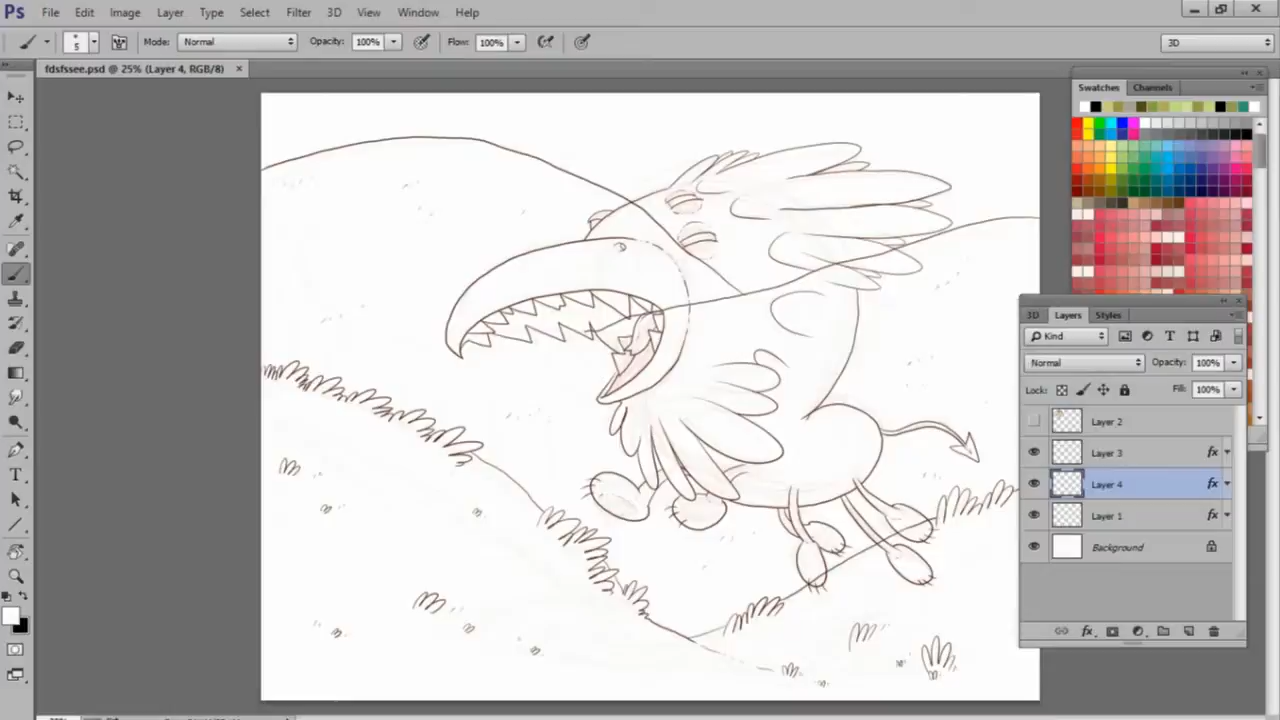 Ps File Edit Image Layer Type Select Filter 3D View Window Help
5 Mode: Normal Opacity: 100% Flow: 100% 3D
fdsfssee.psd @ 25% (Layer 4, RGB/8) ×
Swatches Channels
3D Layers Styles
Kind
Normal Opacity: 100%
Lock: Fill: 100%
Layer 2
Layer 3 fx
Layer 4 fx
Layer 1 fx
Background
fx